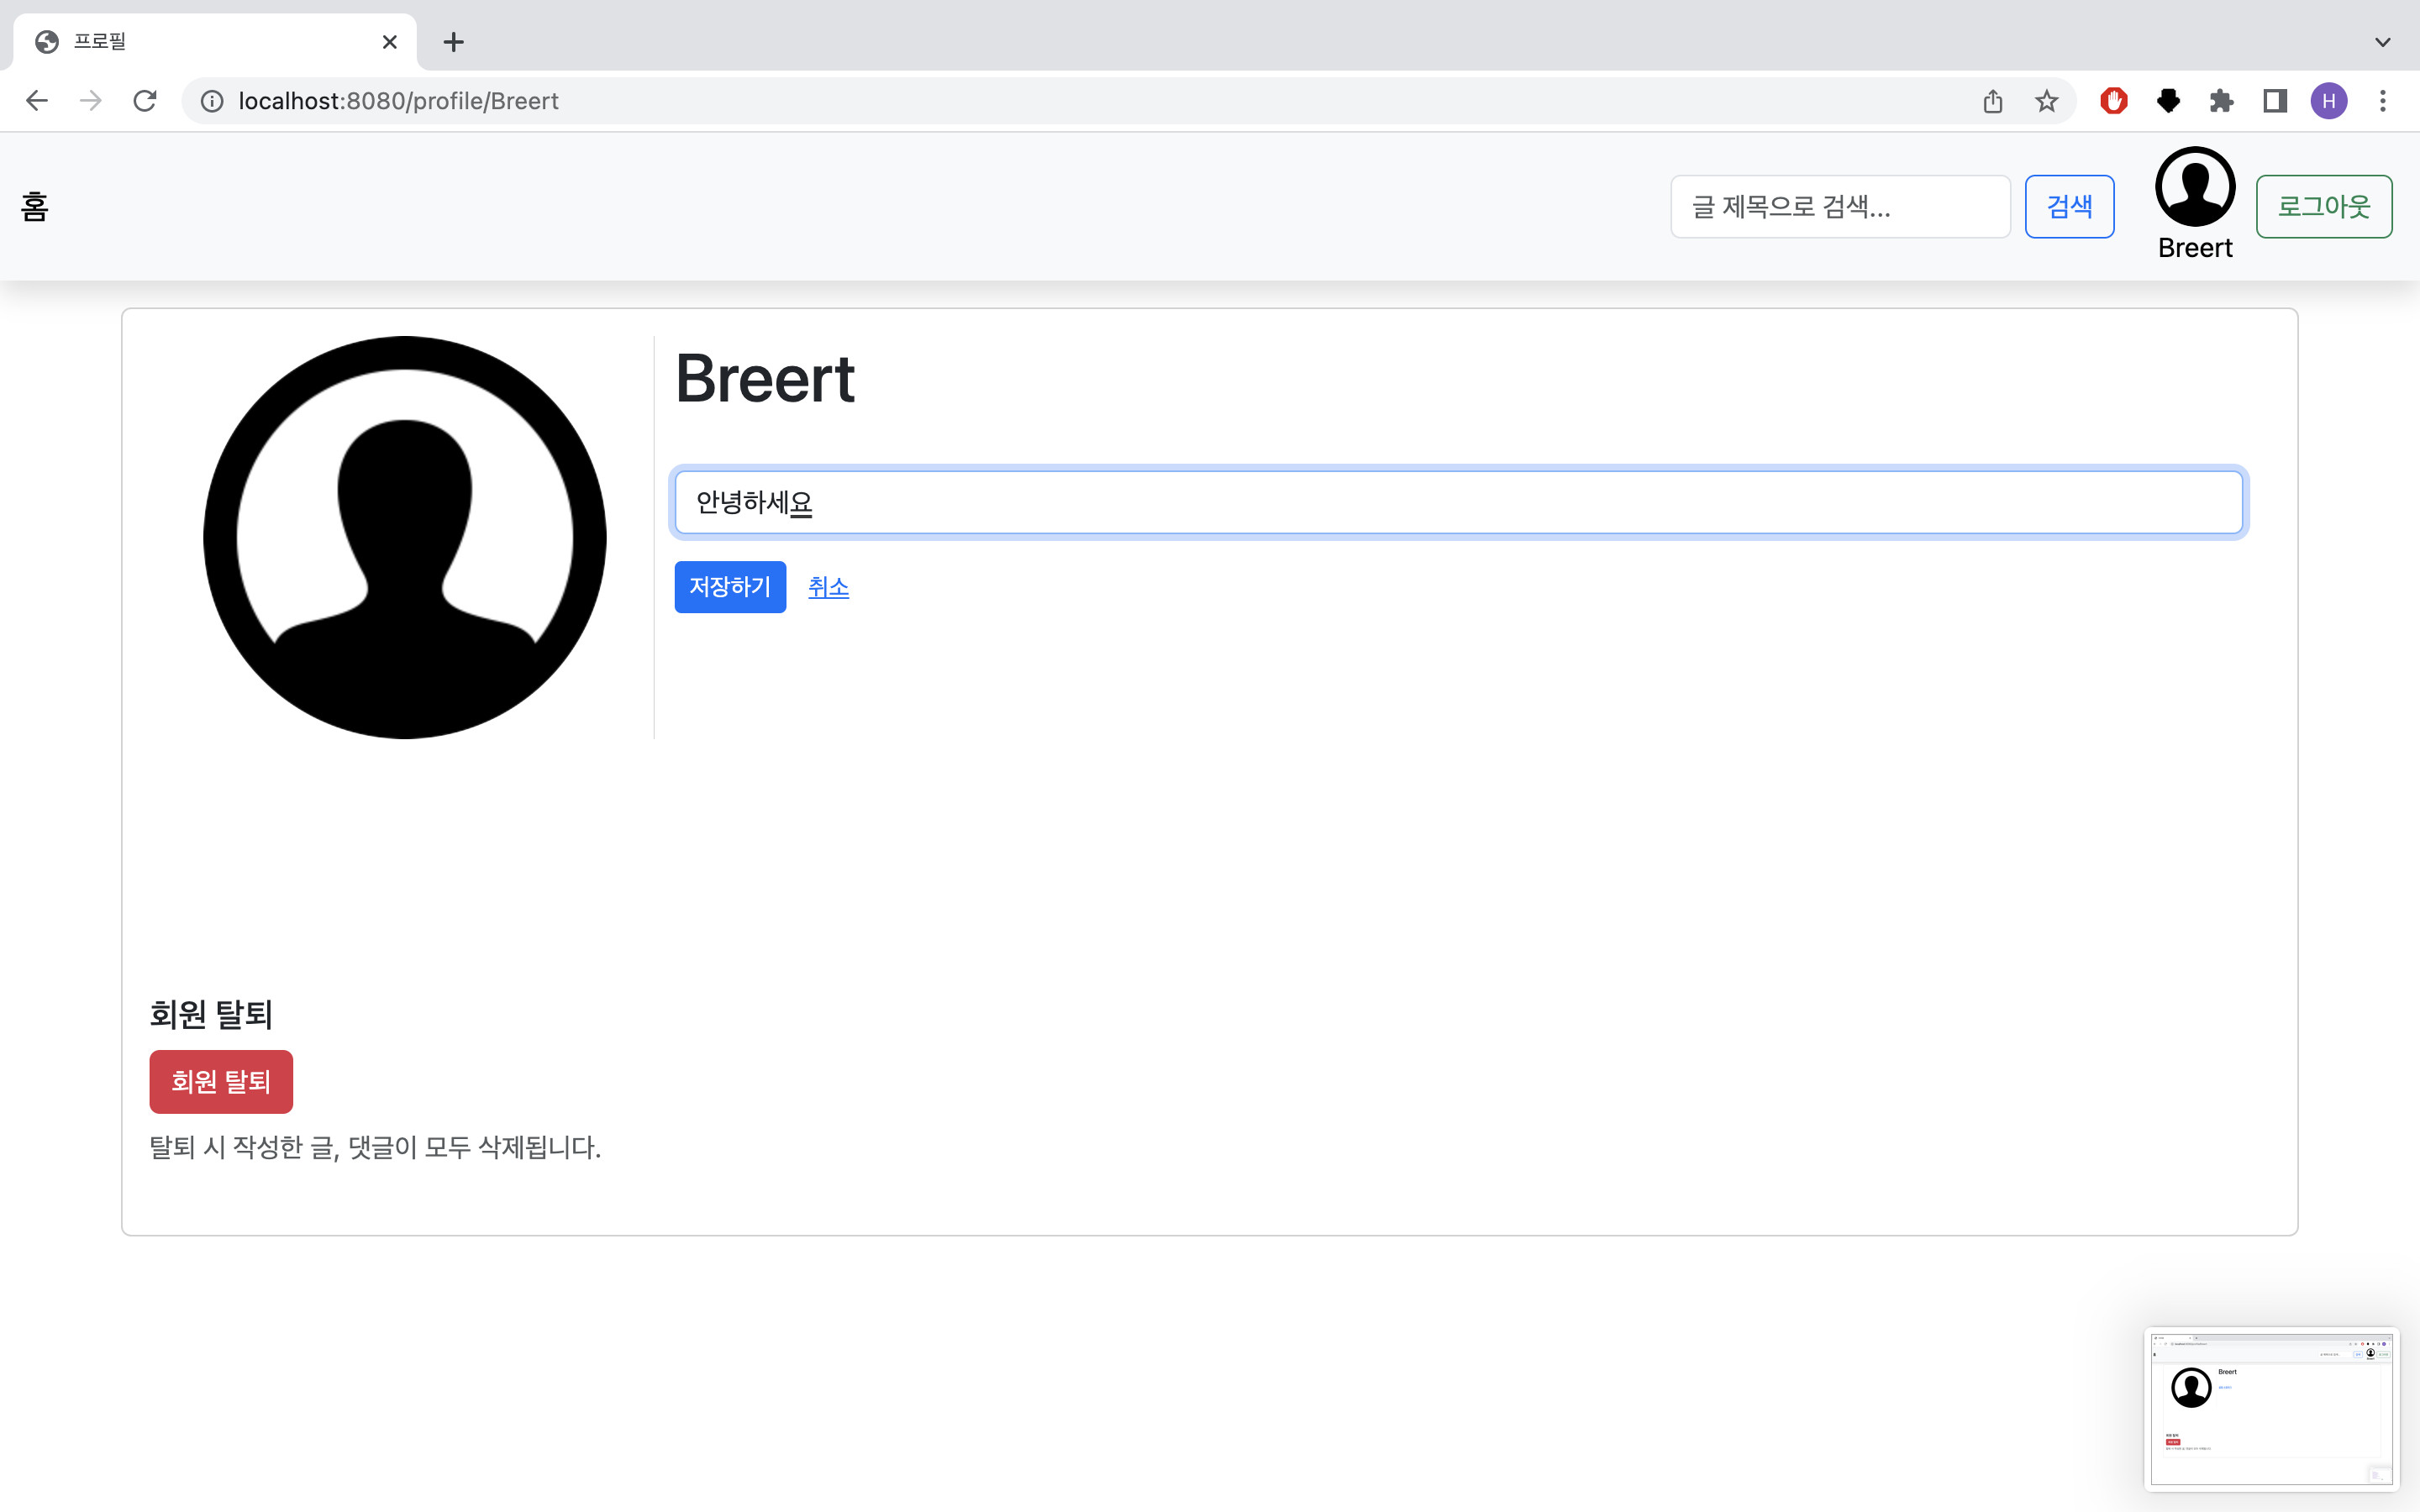 프로필
localhost:8080/profile/Breert
H
홈
글 제목으로 검색...
검색
Breert
로그아웃
Breert
안녕하세요
저장하기 취소
회원 탈퇴
회원 탈퇴
탈퇴 시 작성한 글, 댓글이 모두 삭제됩니다.
Breert